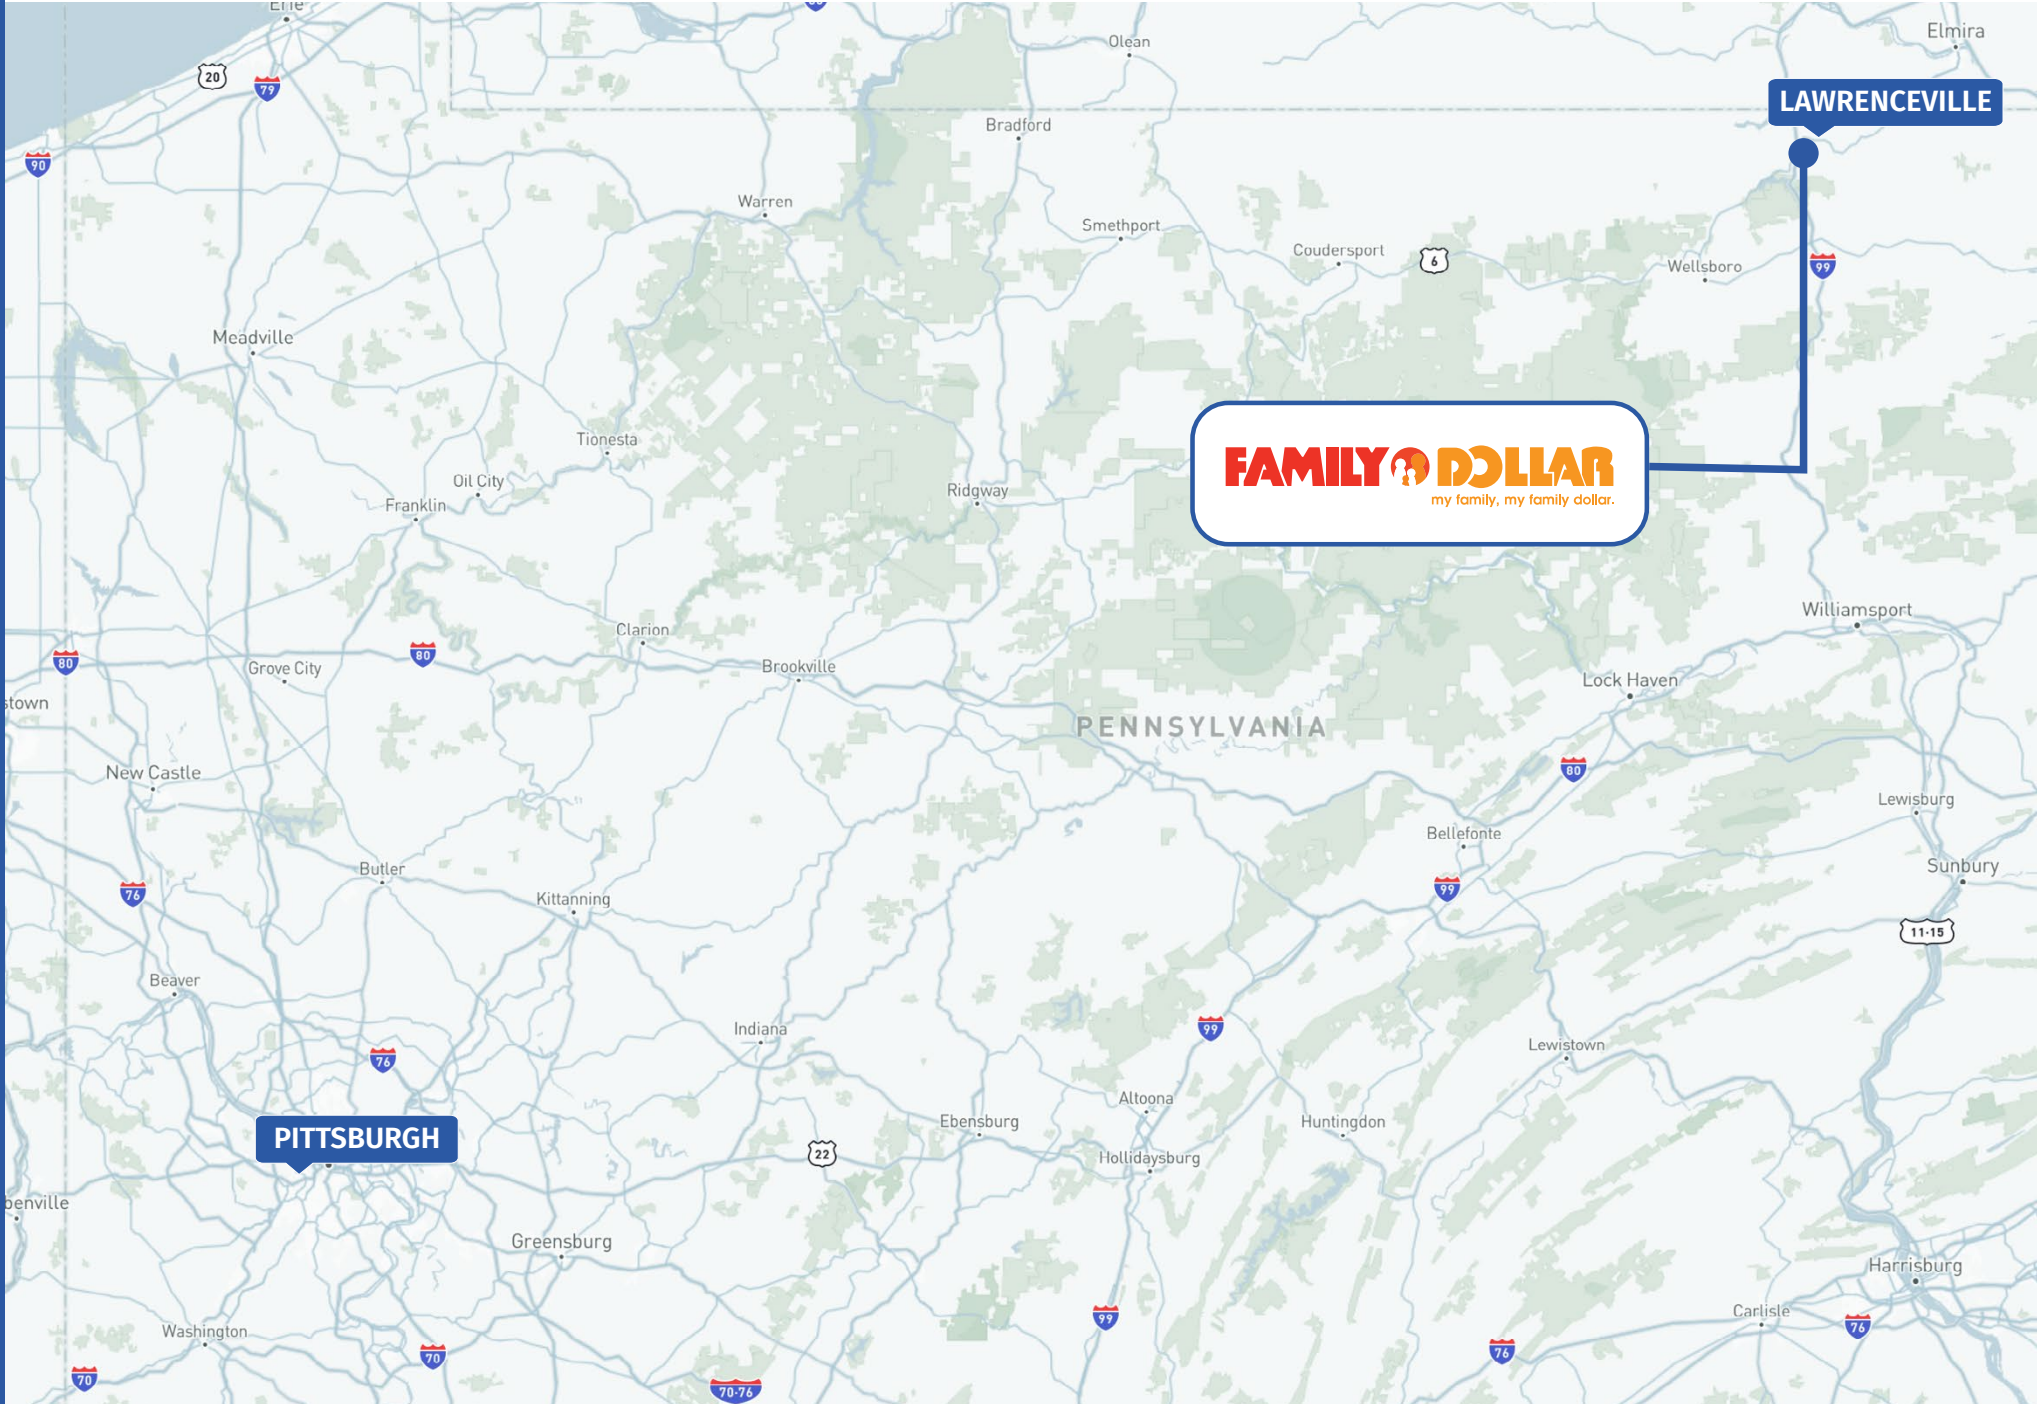 Erie
Olean
Elmira
20
79
LAWRENCEVILLE
Bradford
90
Warren
Smethport
Coudersport
6
Wellsboro
99
Meadville
FAMILY DOLLAR
my family, my family dollar.
Tionesta
Oil City
Franklin
Ridgway
Williamsport
Clarion
80
80
Grove City
Brookville
Lock Haven
stown
PENNSYLVANIA
New Castle
80
Lewisburg
Bellefonte
Butler
Sunbury
76
99
Kittanning
11-15
Beaver
Indiana
99
Lewistown
76
Altoona
PITTSBURGH
Ebensburg
Huntingdon
22
Hollidaysburg
benville
Greensburg
Harrisburg
Carlisle
99
76
Washington
70
76
70
70-76